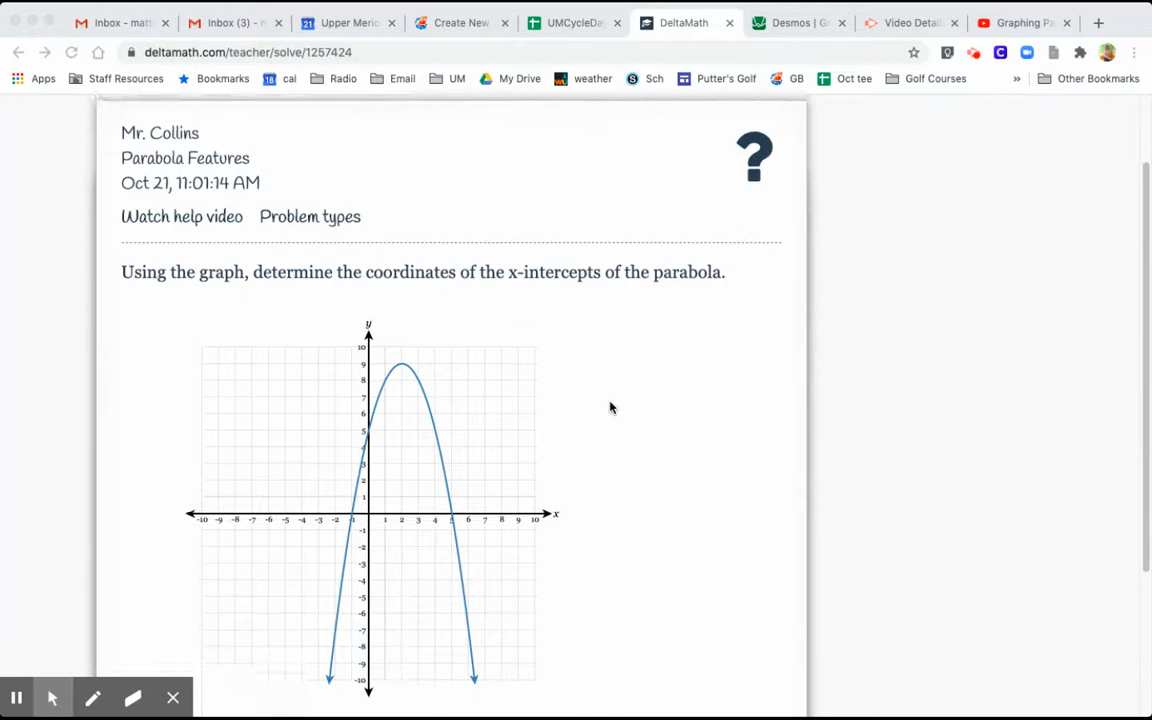 Inbox - matt
Inbox (3) - m
Upper Merio
Create New
UMCycleDay
DeltaMath
Desmos | Gr
Video Detail
Graphing Pa
deltamath.com/teacher/solve/1257424
Apps
Staff Resources
Bookmarks
cal
Radio
Email
UM
My Drive
weather
Sch
Putter's Golf
GB
Oct tee
Golf Courses
»
Other Bookmarks
Mr. Collins
Parabola Features
Oct 21, 11:01:14 AM
?
Watch help video Problem types
Using the graph, determine the coordinates of the x-intercepts of the parabola.
y
10
9
8
7
6
5
4
3
2
1
-10 -9 -8 -7 -6 -5 -4 -3 -2 -1 1 2 3 4 5 6 7 8 9 10 x
-1
-2
-3
-4
-5
-6
-7
-8
-9
-10